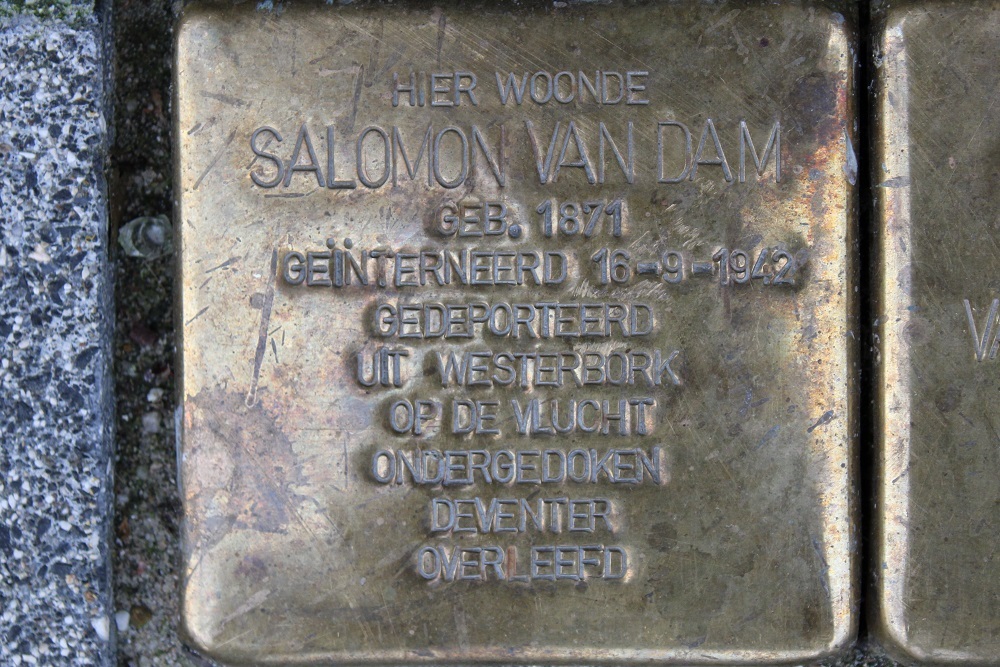 HIER WOONDE
SALOMON VAN DAM
GEB. 1871
GEÏNTERNEERD 16-9-1942
GEDEPORTEERD
UIT WESTERBORK
OP DE VLUCHT
ONDERGEDOKEN
DEVENTER
OVERLEEFD